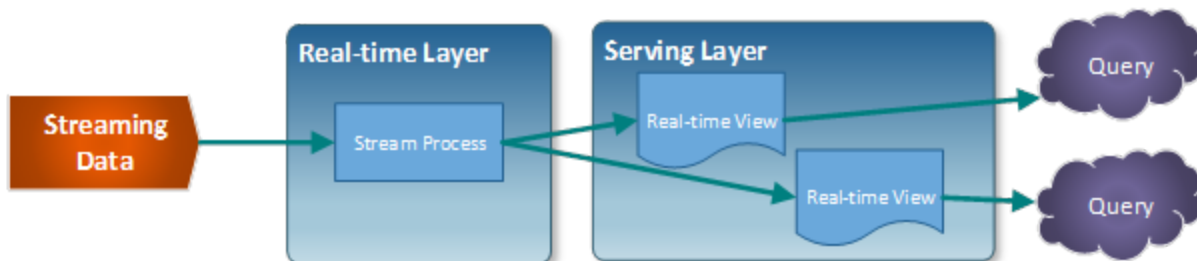 Streaming
Data
Real-time Layer
Stream Process
Serving Layer
Real-time View
Real-time View
Query
Query